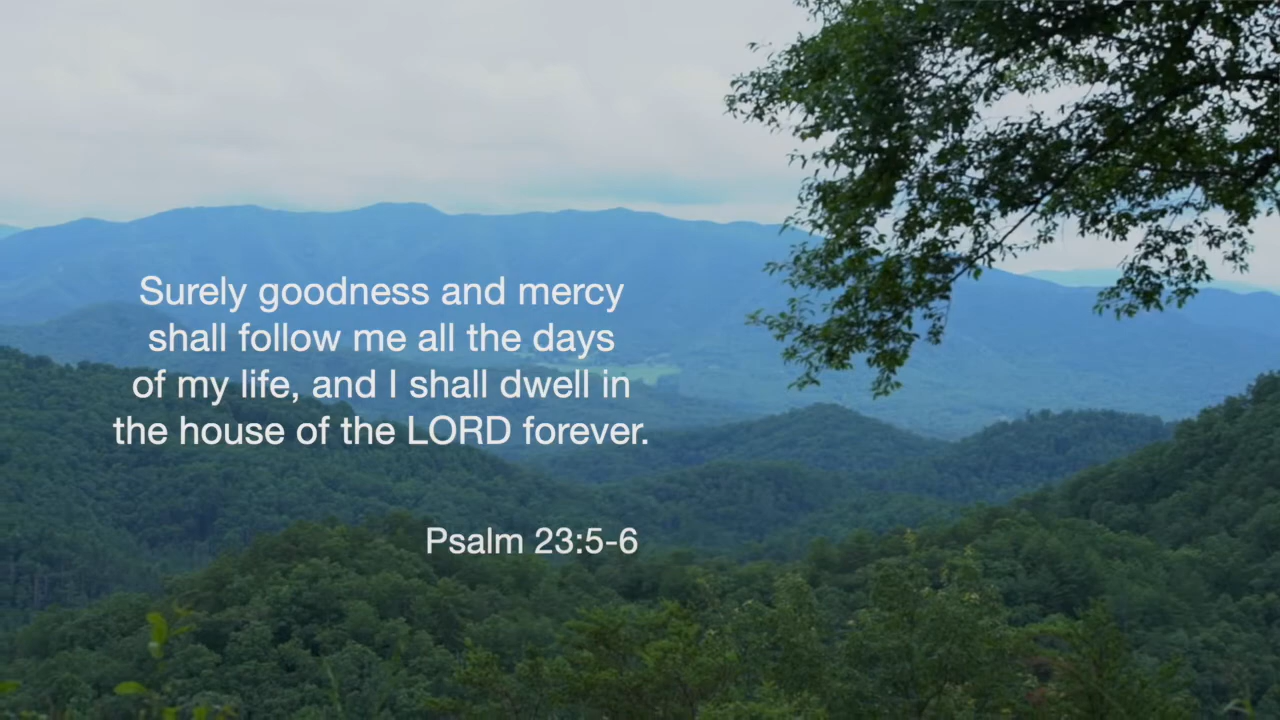 Surely goodness and mercy
shall follow me all the days
of my life, and I shall dwell in
the house of the LORD forever.
Psalm 23:5-6